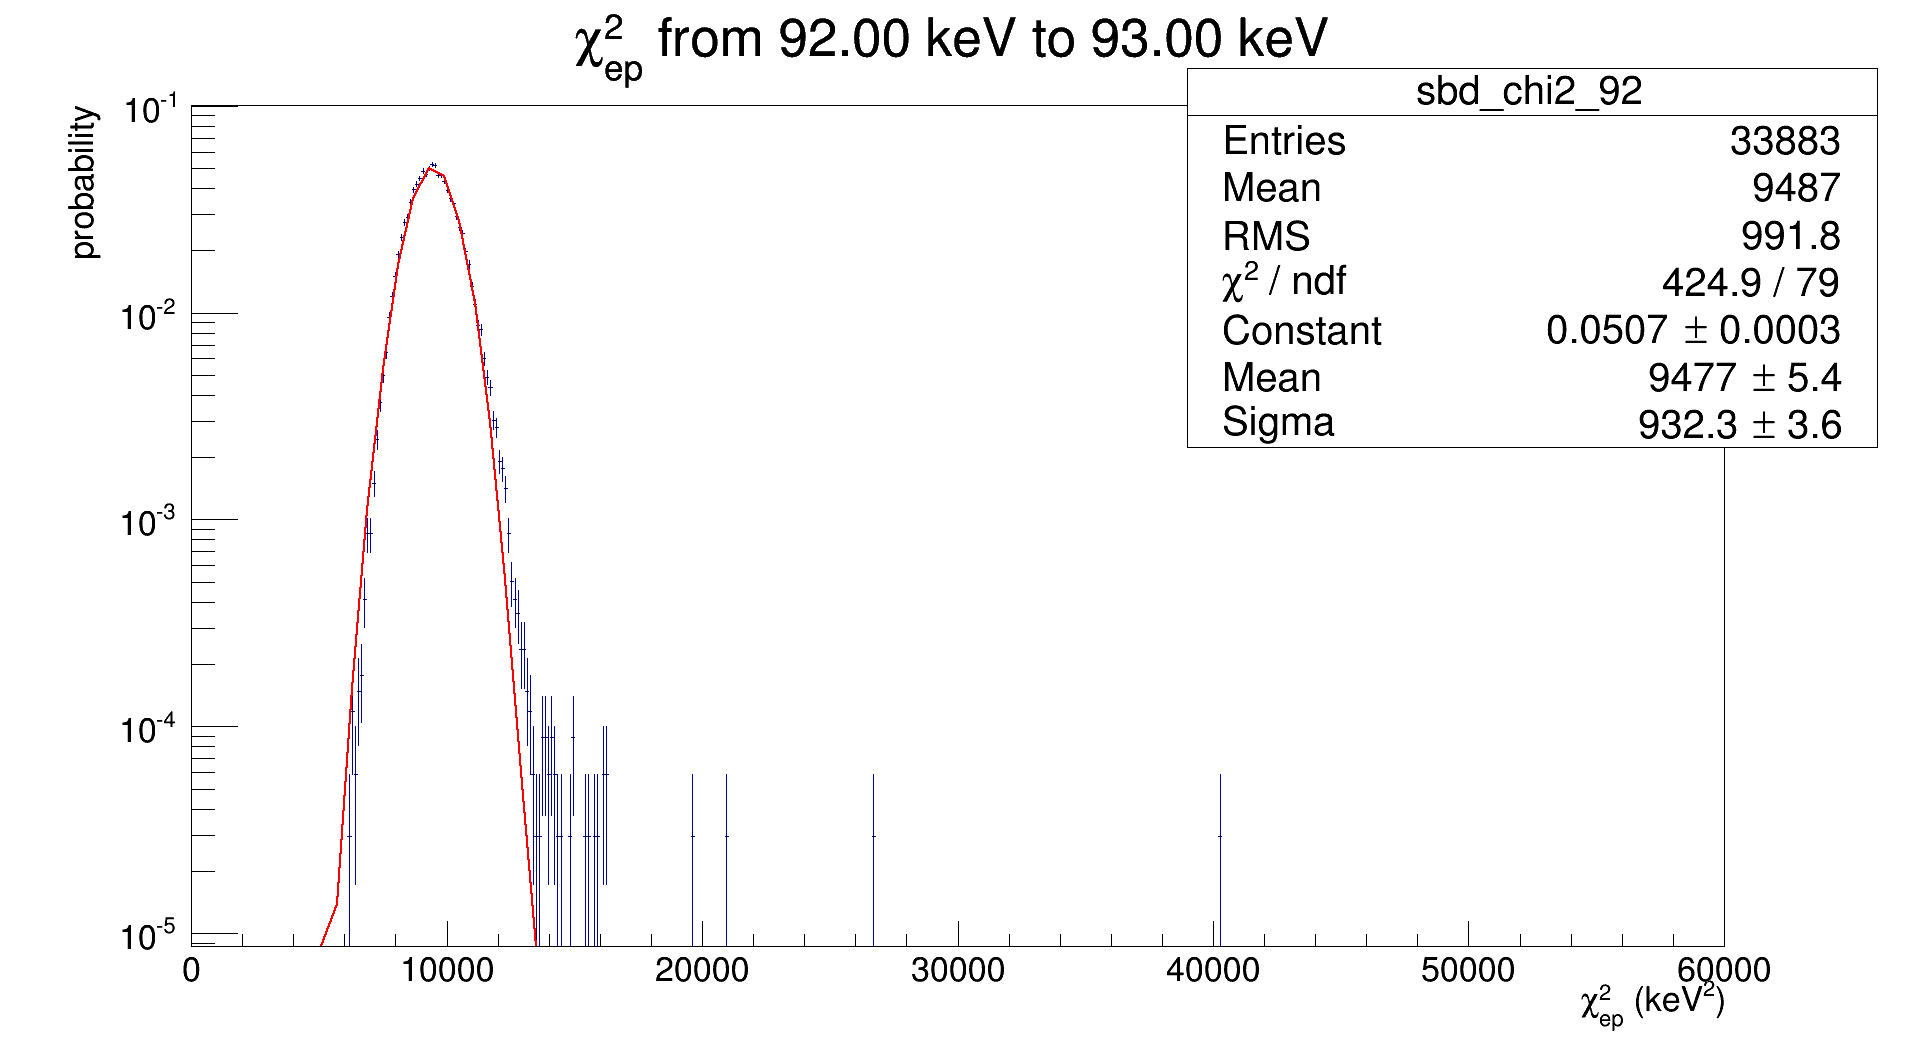 χ²ep from 92.00 keV to 93.00 keV
sbd_chi2_92
Entries 33883
Mean 9487
RMS 991.8
χ² / ndf 424.9 / 79
Constant 0.0507 ± 0.0003
Mean 9477 ± 5.4
Sigma 932.3 ± 3.6
probability
10⁻¹
10⁻²
10⁻³
10⁻⁴
10⁻⁵
0 10000 20000 30000 40000 50000 60000
χ²ep (keV²)